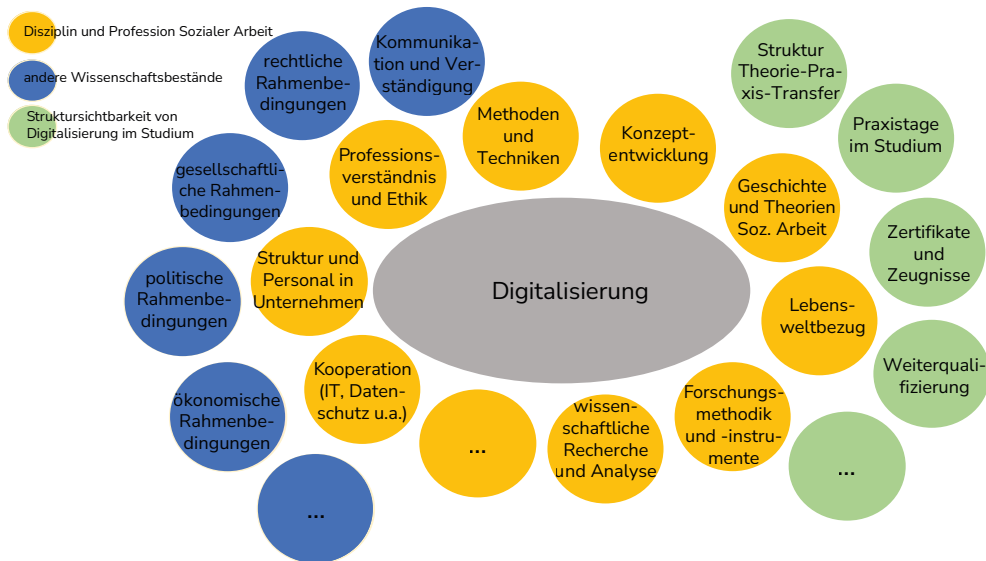 Disziplin und Profession Sozialer Arbeit
andere Wissenschaftsbestände
Struktursichtbarkeit von
Digitalisierung im Studium
rechtliche
Rahmenbe-
dingungen
Kommunika-
tion und Ver-
ständigung
Methoden
und
Techniken
Konzept-
entwicklung
Struktur
Theorie-Pra-
xis-Transfer
Praxistage
im Studium
gesellschaftli-
che Rahmen-
bedingungen
Professions-
verständnis
und Ethik
Geschichte
und Theorien
Soz. Arbeit
Zertifikate
und
Zeugnisse
politische
Rahmenbe-
dingungen
Struktur und
Personal in
Unternehmen
Digitalisierung
Lebens-
weltbezug
Weiterquali-
fizierung
ökonomische
Rahmenbe-
dingungen
Kooperation
(IT, Daten-
schutz u.a.)
...
wissen-
schaftliche
Recherche
und Analyse
Forschungs-
methodik
und -instru-
mente
...
...